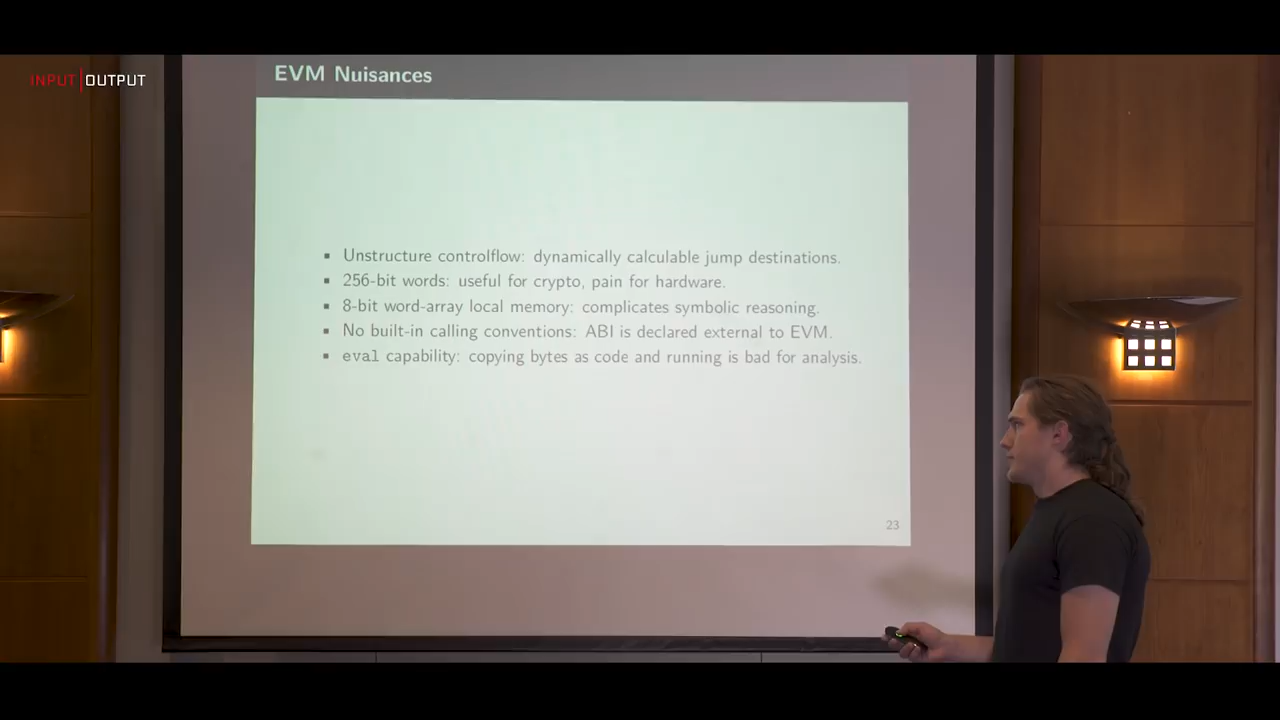 INPUT|OUTPUT
EVM Nuisances
Unstructure controlflow: dynamically calculable jump destinations.
256-bit words: useful for crypto, pain for hardware.
8-bit word-array local memory: complicates symbolic reasoning.
No built-in calling conventions: ABI is declared external to EVM.
eval capability: copying bytes as code and running is bad for analysis.
23